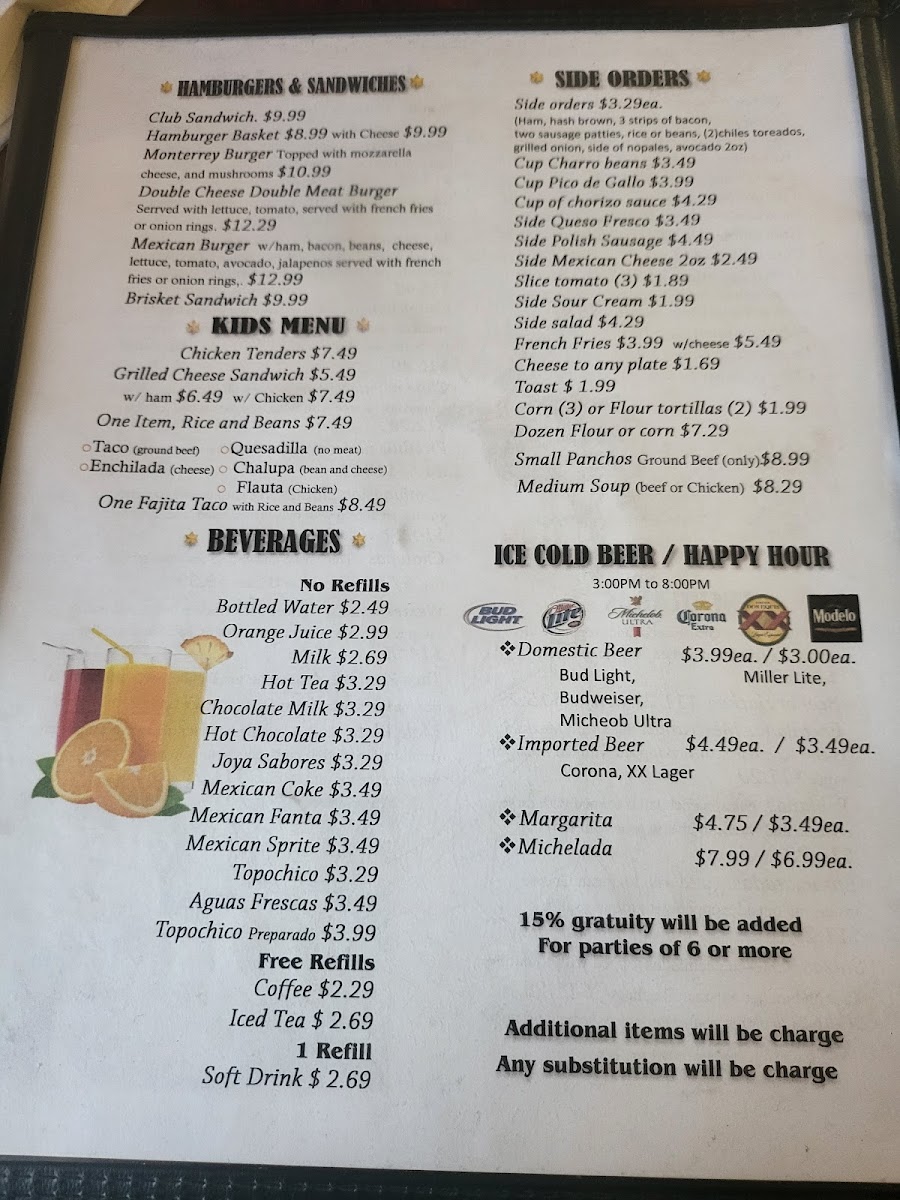 HAMBURGERS & SANDWICHES
Club Sandwich. $9.99
Hamburger Basket $8.99 with Cheese $9.99
Monterrey Burger Topped with mozzarella
cheese, and mushrooms $10.99
Double Cheese Double Meat Burger
Serrved with lettuce, tomato, served with french fries
or onion rings. $12.29
Mexican Burger w/ham, bacon, beans, cheese,
lettuce, tomato, avocado, jalapenos served with french
fries or onion rings,. $12.99
Brisket Sandwich $9.99
KIDS MENU
Chicken Tenders $7.49
Grilled Cheese Sandwich $5.49
w/ ham $6.49 w/ Chicken $7.49
One Item, Rice and Beans $7.49
Taco (ground beef) Quesadilla (no meat)
Enchilada (cheese) Chalupa (bean and cheese)
Flauta (Chicken)
One Fajita Taco with Rice and Beans $8.49
BEVERAGES
No Refills
Bottled Water $2.49
Orange Juice $2.99
Milk $2.69
Hot Tea $3.29
Chocolate Milk $3.29
Hot Chocolate $3.29
Joya Sabores $3.29
Mexican Coke $3.49
Mexican Fanta $3.49
Mexican Sprite $3.49
Topochico $3.29
Aguas Frescas $3.49
Topochico Preparado $3.99
Free Refills
Coffee $2.29
Iced Tea $ 2.69
1 Refill
Soft Drink $ 2.69
SIDE ORDERS
Side orders $3.29ea.
(Ham, hash brown, 3 strips of bacon,
two sausage patties, rice or beans, (2)chiles toreados,
grilled onion, side of nopales, avocado 2oz)
Cup Charro beans $3.49
Cup Pico de Gallo $3.99
Cup of chorizo sauce $4.29
Side Queso Fresco $3.49
Side Polish Sausage $4.49
Side Mexican Cheese 2oz $2.49
Slice tomato (3) $1.89
Side Sour Cream $1.99
Side salad $4.29
French Fries $3.99 w/cheese $5.49
Cheese to any plate $1.69
Toast $ 1.99
Corn (3) or Flour tortillas (2) $1.99
Dozen Flour or corn $7.29
Small Panchos Ground Beef (only)$8.99
Medium Soup (beef or Chicken) $8.29
ICE COLD BEER / HAPPY HOUR
3:00PM to 8:00PM
BUD LIGHT Lite Michelob ULTRA Corona Extra XX Modelo
❖Domestic Beer $3.99ea. / $3.00ea.
Bud Light, Miller Lite,
Budweiser,
Micheob Ultra
❖Imported Beer $4.49ea. / $3.49ea.
Corona, XX Lager
❖Margarita $4.75 / $3.49ea.
❖Michelada $7.99 / $6.99ea.
15% gratuity will be added
For parties of 6 or more
Additional items will be charge
Any substitution will be charge